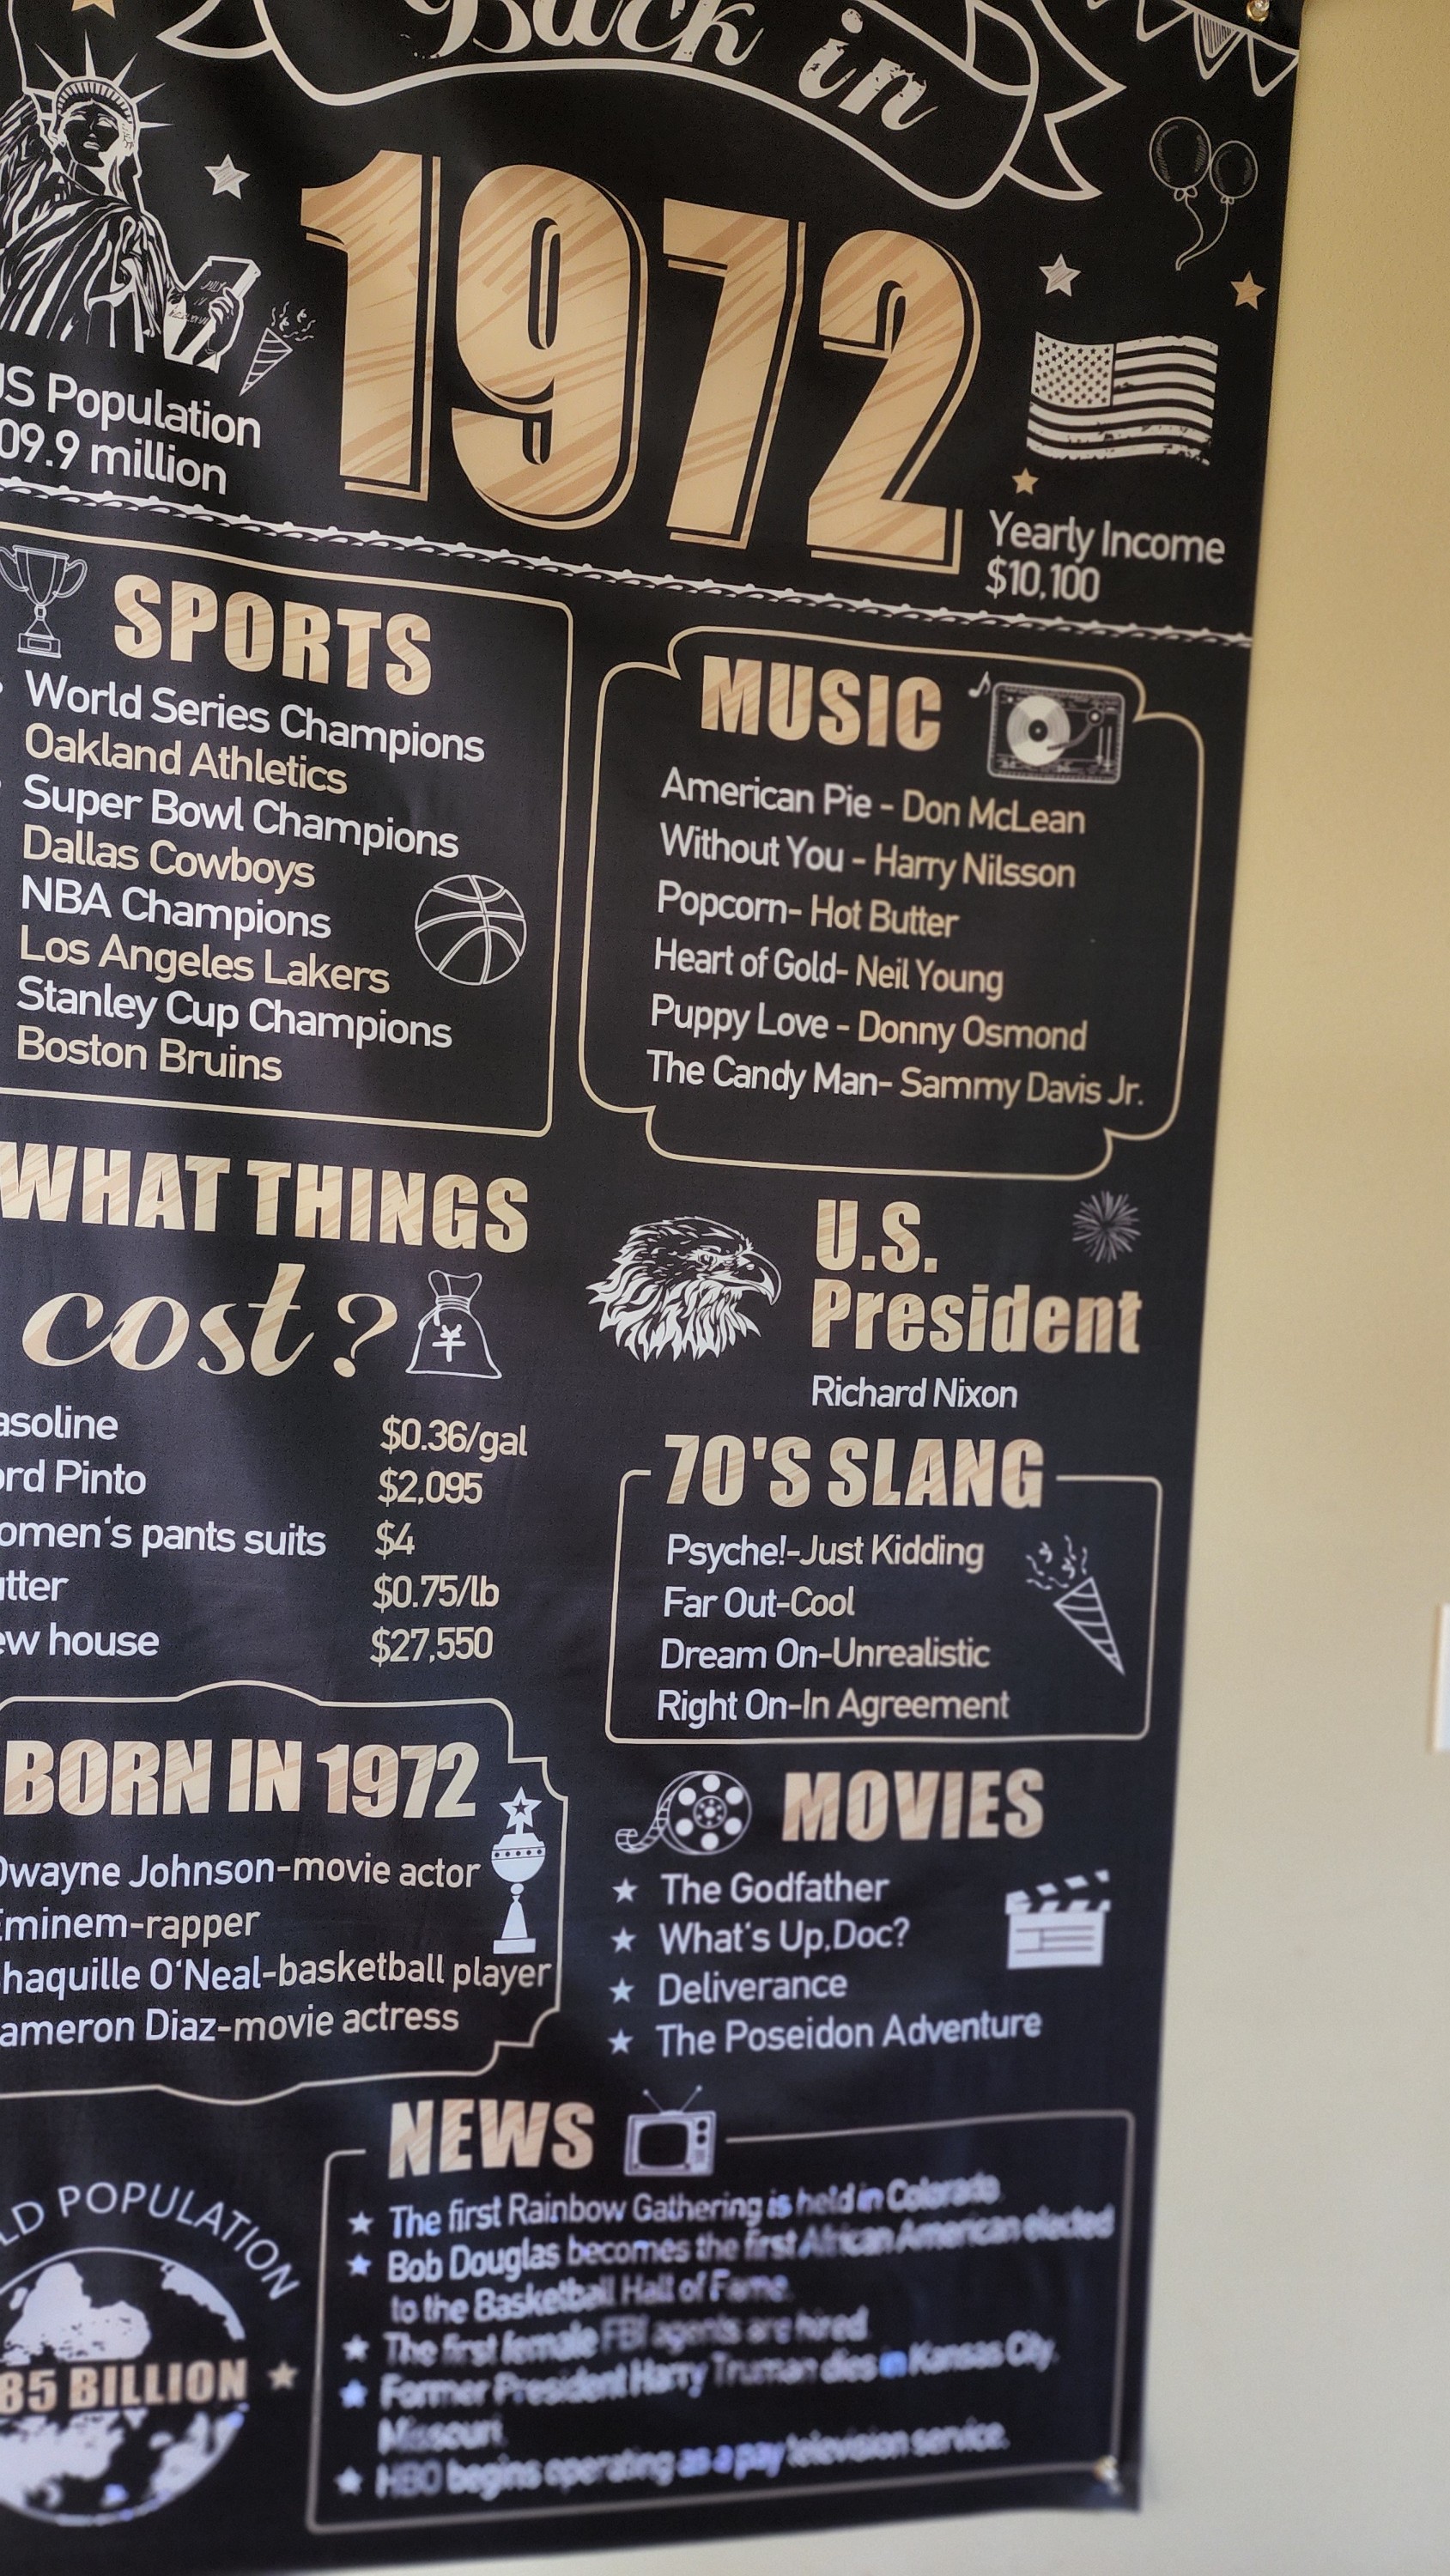 Back in
1972
US Population
09.9 million
Yearly Income
$10,100
SPORTS
World Series Champions
Oakland Athletics
Super Bowl Champions
Dallas Cowboys
NBA Champions
Los Angeles Lakers
Stanley Cup Champions
Boston Bruins
MUSIC
American Pie - Don McLean
Without You - Harry Nilsson
Popcorn- Hot Butter
Heart of Gold- Neil Young
Puppy Love - Donny Osmond
The Candy Man- Sammy Davis Jr.
WHAT THINGS
cost?
¥
asoline $0.36/gal
ord Pinto $2,095
omen's pants suits $4
utter $0.75/lb
ew house $27,550
U.S.
President
Richard Nixon
70'S SLANG
Psyche!-Just Kidding
Far Out-Cool
Dream On-Unrealistic
Right On-In Agreement
BORN IN 1972
Dwayne Johnson-movie actor
Eminem-rapper
haquille O'Neal-basketball player
ameron Diaz-movie actress
MOVIES
★ The Godfather
★ What's Up,Doc?
★ Deliverance
★ The Poseidon Adventure
LD POPULATION
85 BILLION
NEWS
★ The first Rainbow Gathering is held in Colorado.
★ Bob Douglas becomes the first African American elected
to the Basketball Hall of Fame.
★ The first female FBI agents are hired.
★ Former President Harry Truman dies in Kansas City,
Missouri.
★ HBO begins operating as a pay television service.